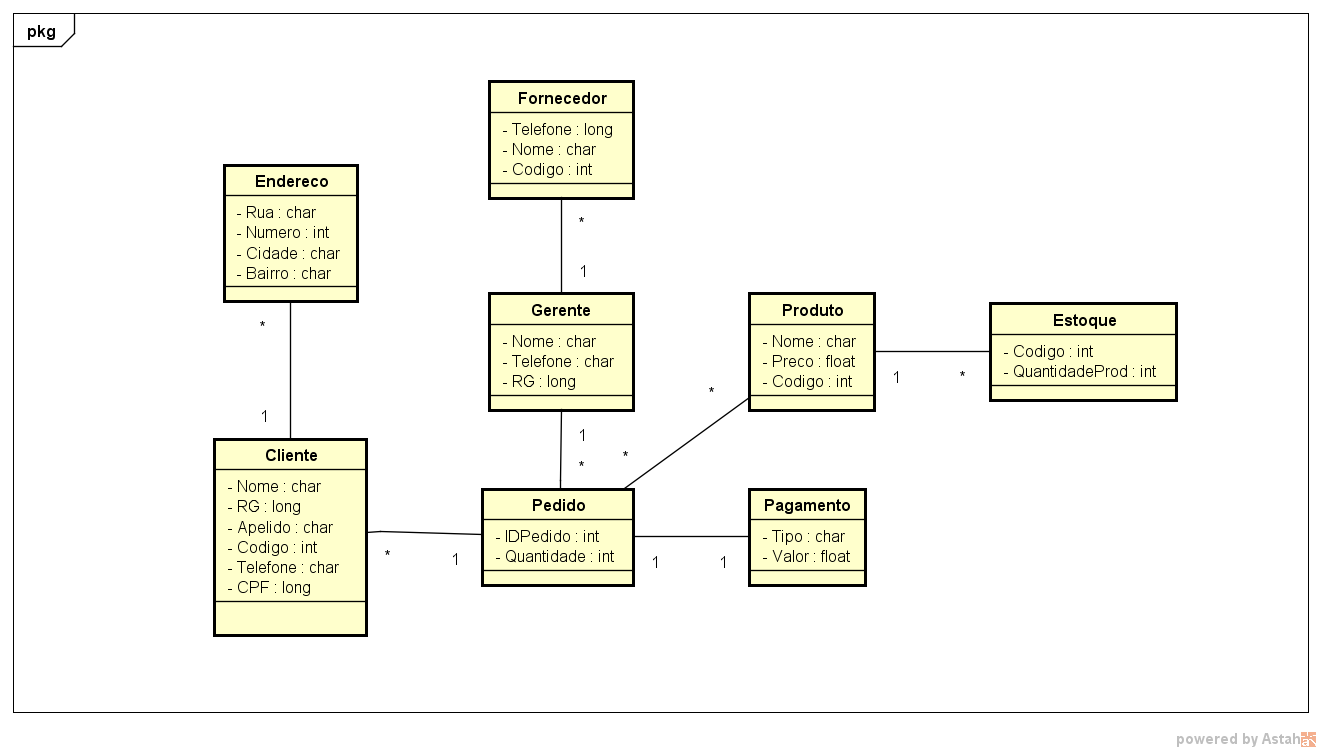 pkg
Fornecedor
- Telefone : long
- Nome : char
- Codigo : int
Endereco
- Rua : char
- Numero : int
- Cidade : char
- Bairro : char
*
1
Gerente
- Nome : char
- Telefone : char
- RG : long
Produto
- Nome : char
- Preco : float
- Codigo : int
Estoque
- Codigo : int
- QuantidadeProd : int
*
1
1
*
*
*
1
*
Cliente
- Nome : char
- RG : long
- Apelido : char
- Codigo : int
- Telefone : char
- CPF : long
Pedido
- IDPedido : int
- Quantidade : int
Pagamento
- Tipo : char
- Valor : float
*
1
1
1
powered by Astah